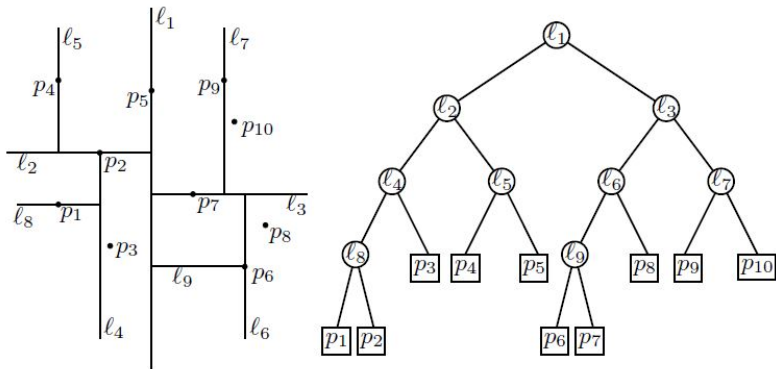 ℓ₁
ℓ₅
ℓ₇
p₄
p₅
p₉
p₁₀
ℓ₂
p₂
ℓ₈
p₁
p₇
ℓ₃
p₃
p₈
ℓ₉
p₆
ℓ₄
ℓ₆
ℓ₁
ℓ₂ ℓ₃
ℓ₄ ℓ₅ ℓ₆ ℓ₇
ℓ₈ p₃ p₄ p₅ ℓ₉ p₈ p₉ p₁₀
p₁ p₂ p₆ p₇